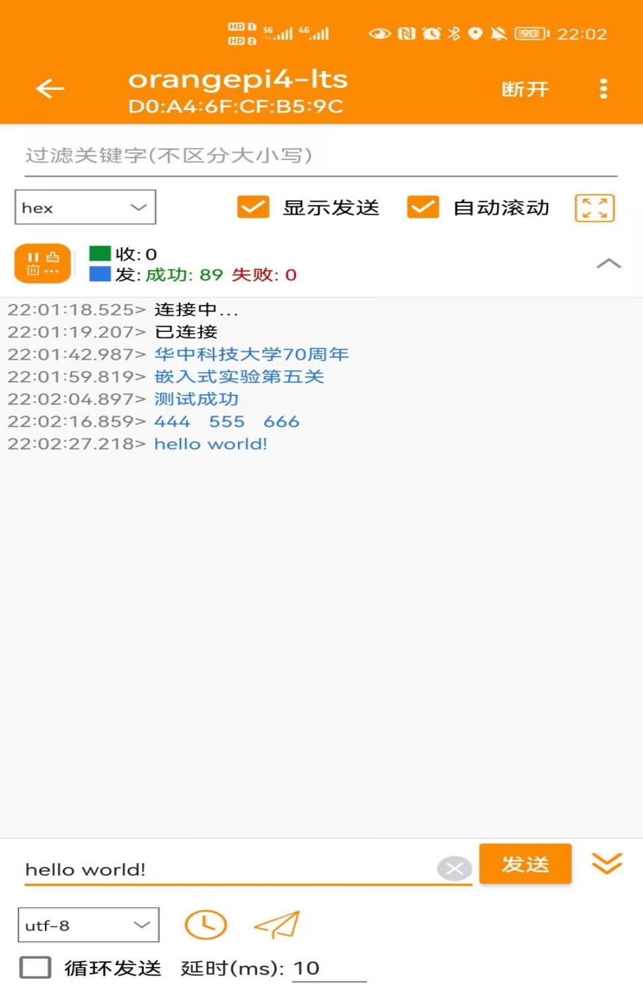 HD 1 5G 4G 90 22:02
HD 2
orangepi4-lts
D0:A4:6F:CF:B5:9C
断开
过滤关键字(不区分大小写)
hex 显示发送 自动滚动
收: 0
发: 成功: 89 失败: 0
22:01:18.525> 连接中...
22:01:19.207> 已连接
22:01:42.987> 华中科技大学70周年
22:01:59.819> 嵌入式实验第五关
22:02:04.897> 测试成功
22:02:16.859> 444 555 666
22:02:27.218> hello world!
hello world! 发送
utf-8
循环发送 延时(ms): 10